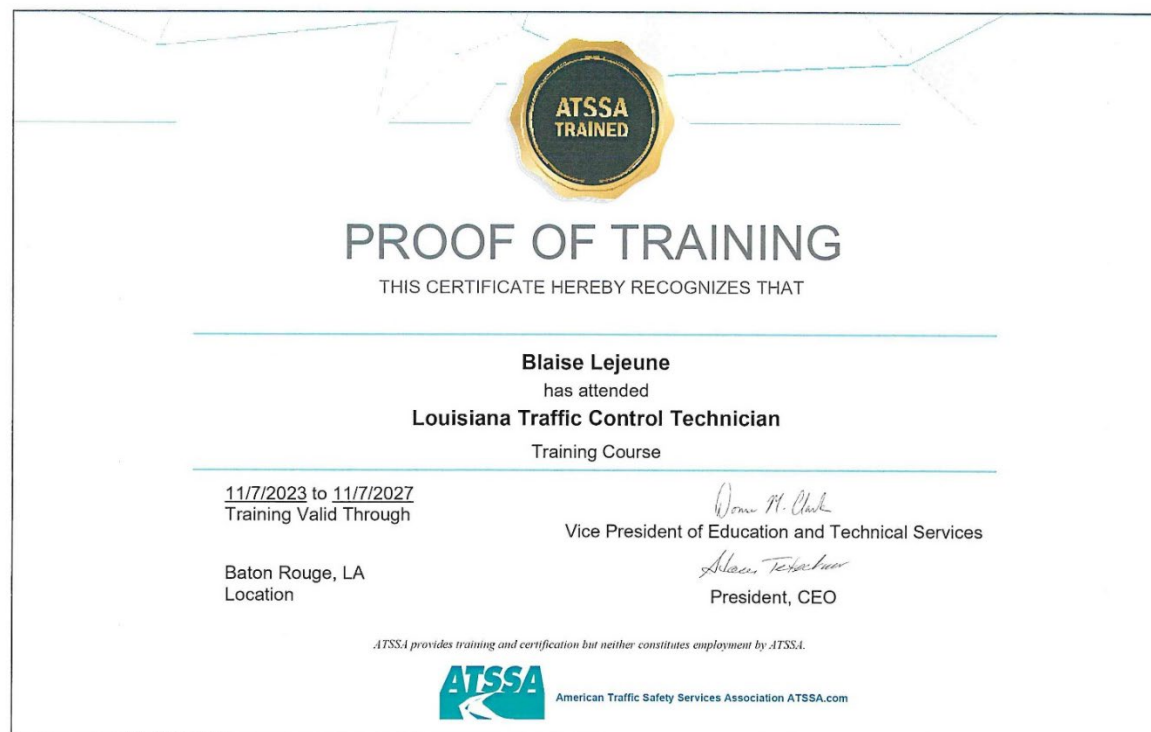 ATSSA
TRAINED
PROOF OF TRAINING
THIS CERTIFICATE HEREBY RECOGNIZES THAT
Blaise Lejeune
has attended
Louisiana Traffic Control Technician
Training Course
11/7/2023 to 11/7/2027
Training Valid Through
Donna M. Clark
Vice President of Education and Technical Services
Baton Rouge, LA
Location
President, CEO
ATSSA provides training and certification but neither constitutes employment by ATSSA.
ATSSA
American Traffic Safety Services Association ATSSA.com